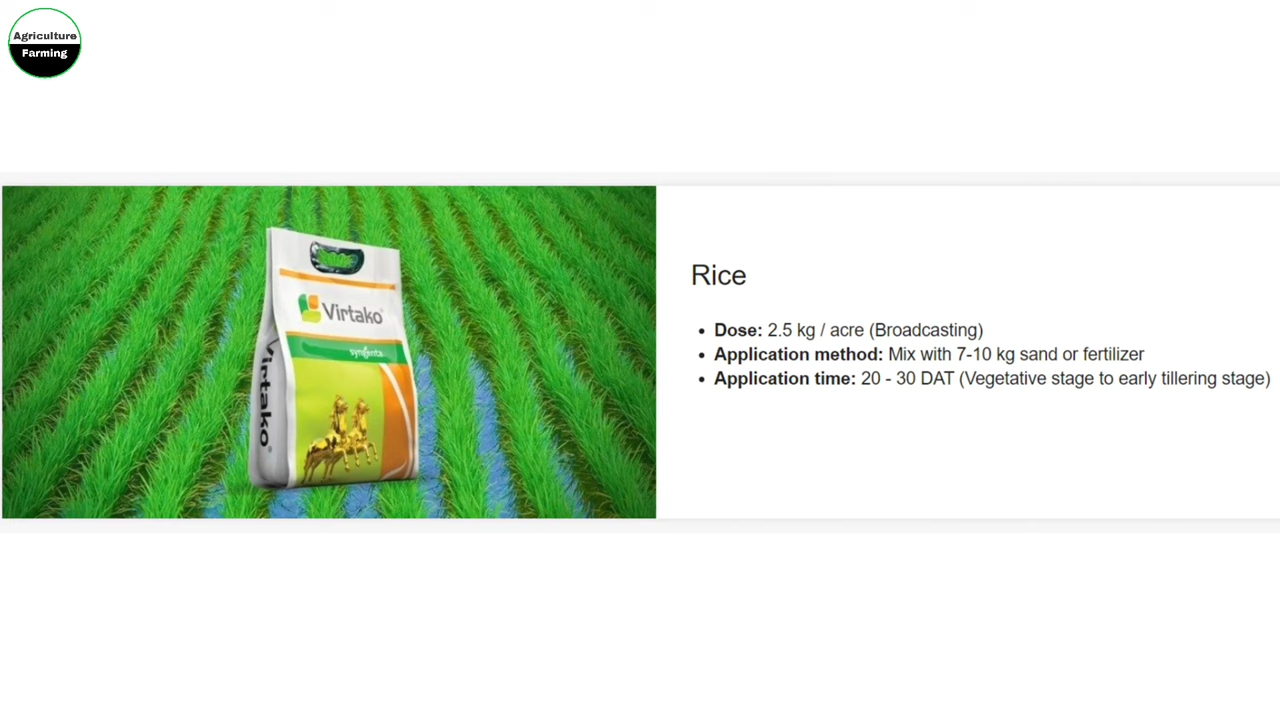 Agriculture
Farming
Virtako
syngenta
Virtako
Rice
Dose: 2.5 kg / acre (Broadcasting)
Application method: Mix with 7-10 kg sand or fertilizer
Application time: 20 - 30 DAT (Vegetative stage to early tillering stage)